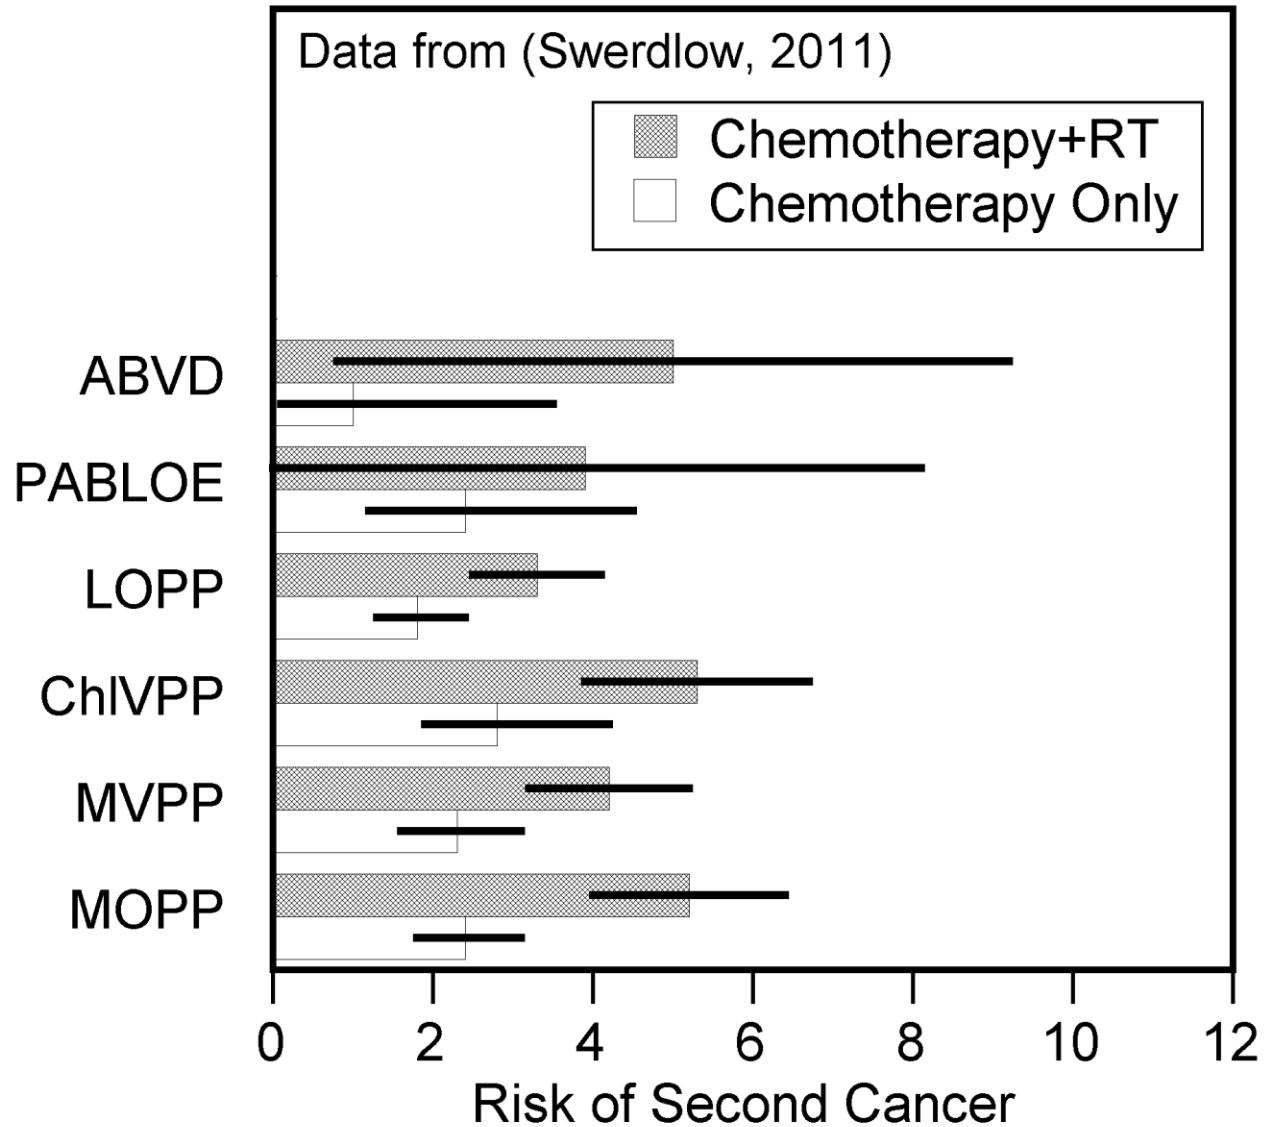 Data from (Swerdlow, 2011)
Chemotherapy+RT
Chemotherapy Only
ABVD
PABLOE
LOPP
ChlVPP
MVPP
MOPP
0 2 4 6 8 10 12
Risk of Second Cancer